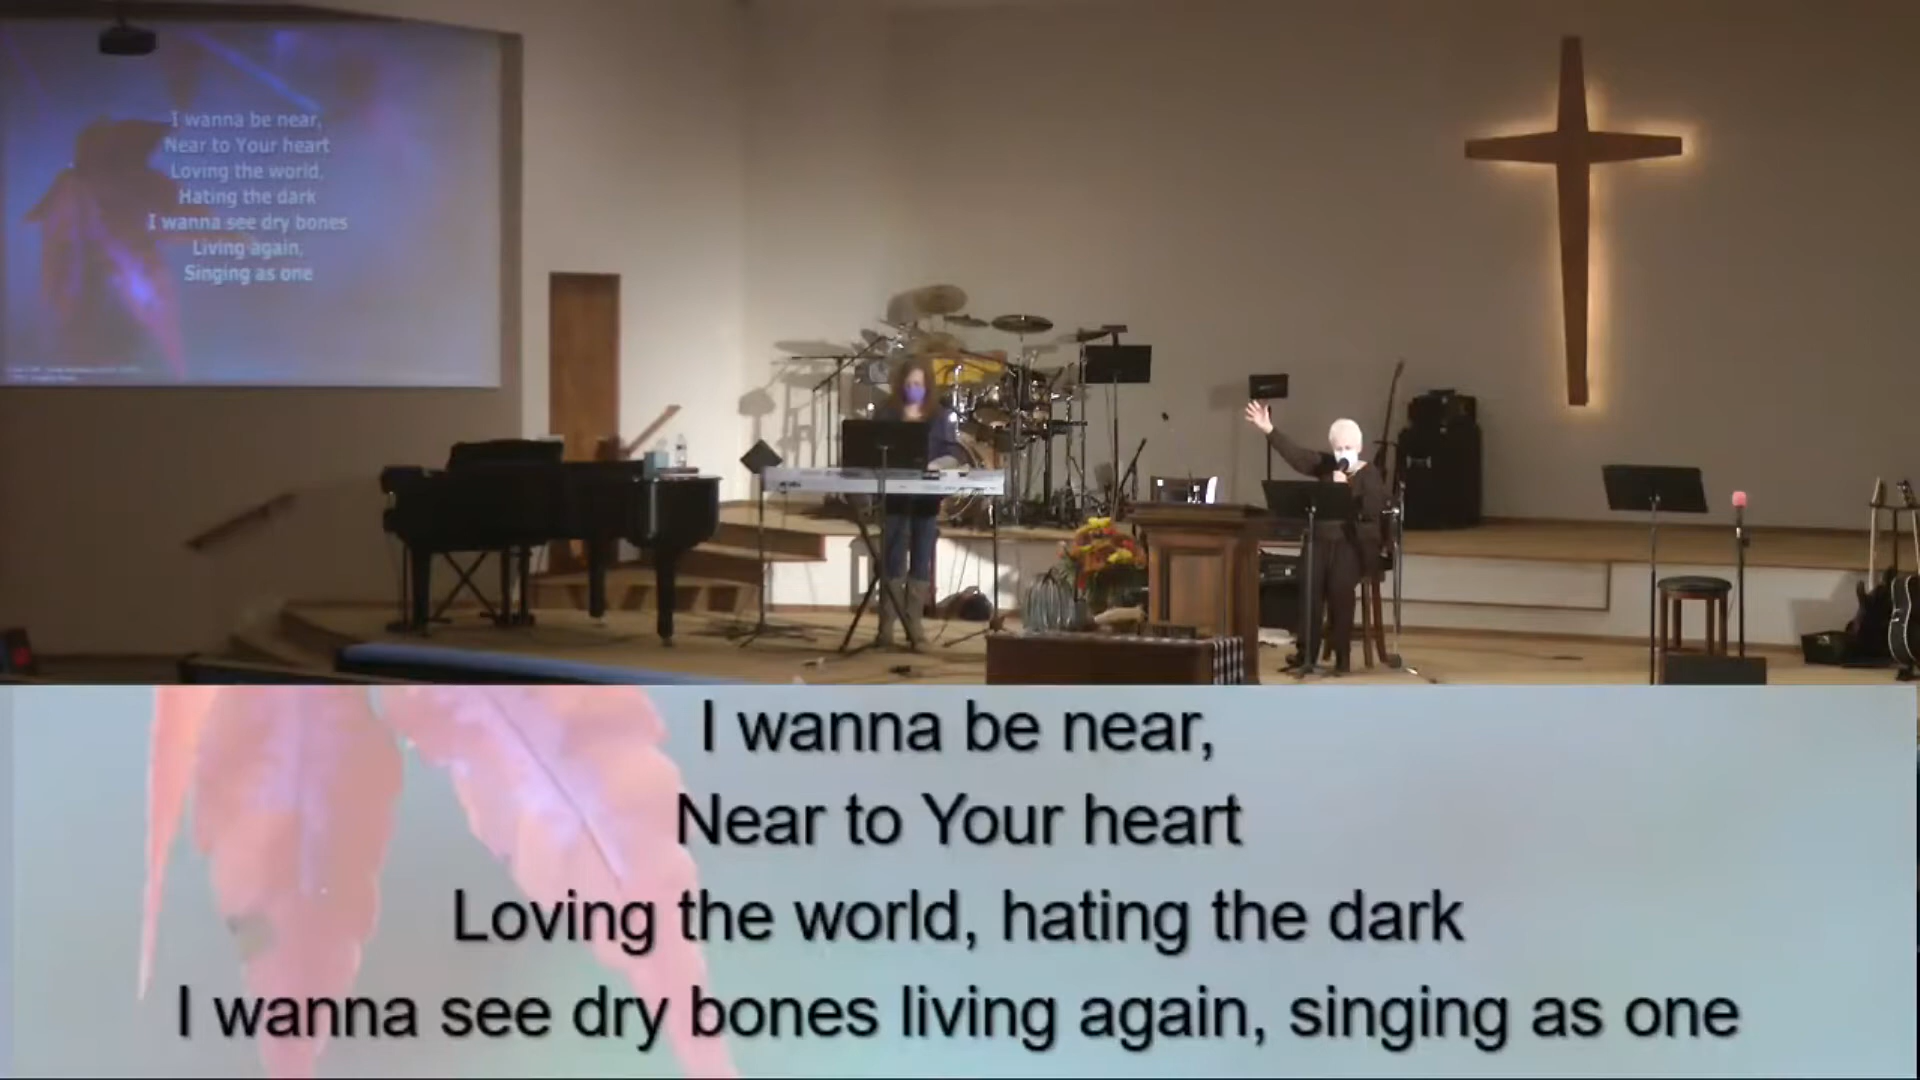 I wanna be near,
Near to Your heart
Loving the world,
Hating the dark
I wanna see dry bones
Living again,
Singing as one
I wanna be near,
Near to Your heart
Loving the world, hating the dark
I wanna see dry bones living again, singing as one